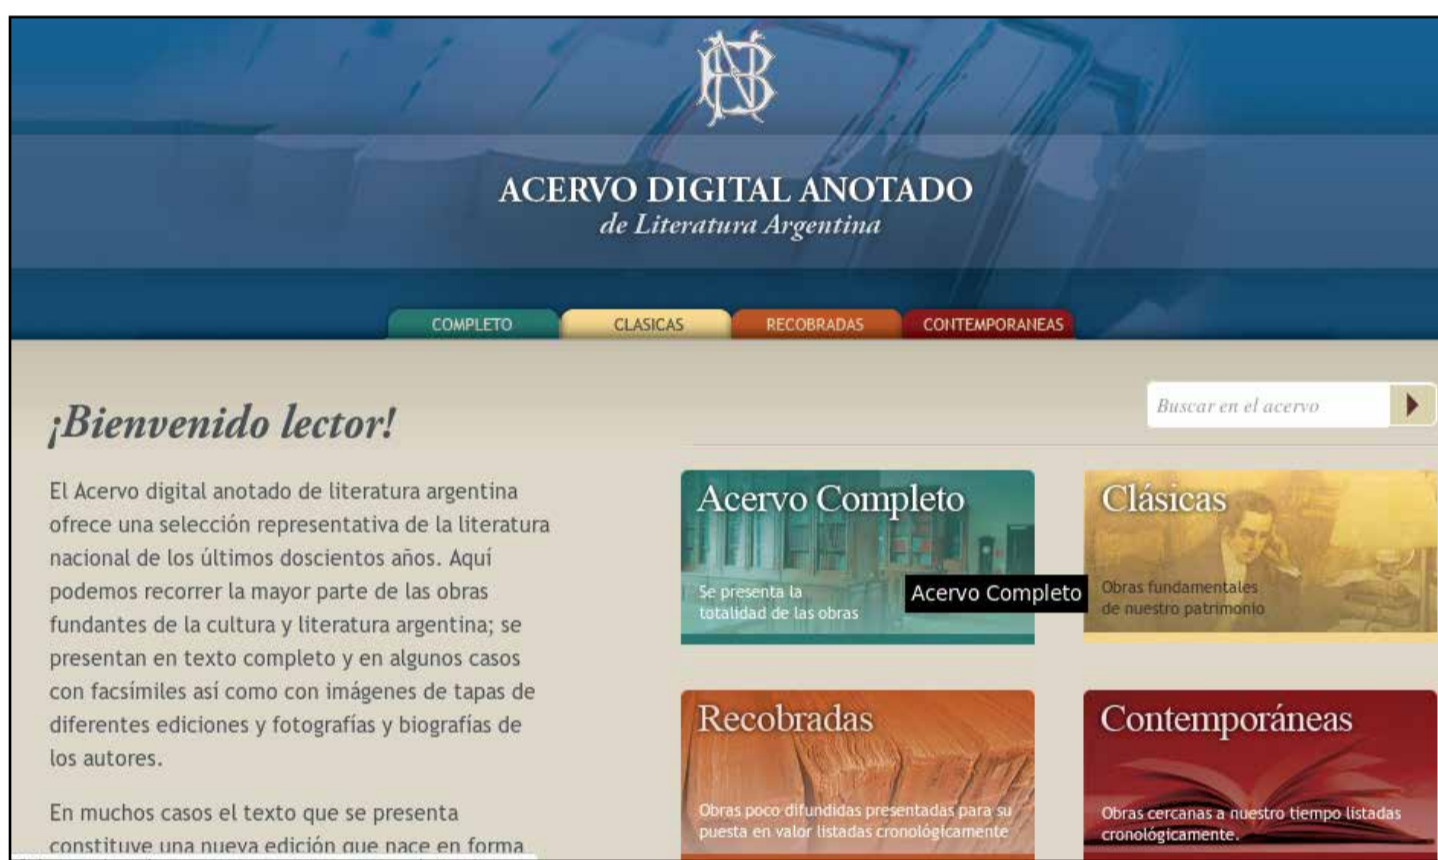 ACERVO DIGITAL ANOTADO
de Literatura Argentina
COMPLETO
CLASICAS
RECOBRADAS
CONTEMPORANEAS
Buscar en el acervo
¡Bienvenido lector!
El Acervo digital anotado de literatura argentina
ofrece una selección representativa de la literatura
nacional de los últimos doscientos años. Aquí
podemos recorrer la mayor parte de las obras
fundantes de la cultura y literatura argentina; se
presentan en texto completo y en algunos casos
con facsímiles así como con imágenes de tapas de
diferentes ediciones y fotografías y biografías de
los autores.
En muchos casos el texto que se presenta
constituye una nueva edición que nace en forma
Acervo Completo
Se presenta la
totalidad de las obras
Acervo Completo
Clásicas
Obras fundamentales
de nuestro patrimonio
Recobradas
Obras poco difundidas presentadas para su
puesta en valor listadas cronológicamente
Contemporáneas
Obras cercanas a nuestro tiempo listadas
cronológicamente.